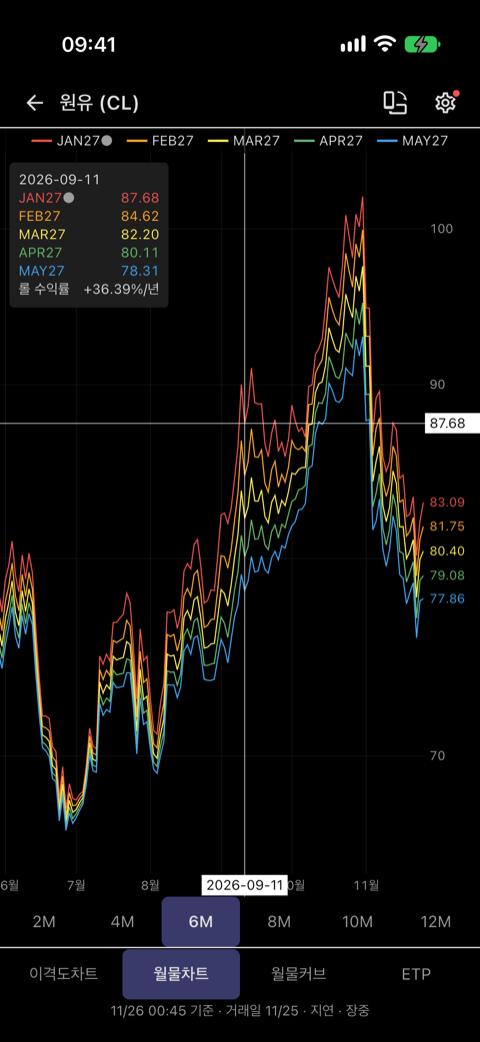 09:41
원유 (CL)
JAN27 FEB27 MAR27 APR27 MAY27
2026-09-11
JAN27 87.68
FEB27 84.62
MAR27 82.20
APR27 80.11
MAY27 78.31
롤 수익률 +36.39%/년
100
90
87.68
83.09
81.75
80.40
79.08
77.86
70
6월 7월 8월 2026-09-11 0월 11월
2M 4M 6M 8M 10M 12M
이격도차트 월물차트 월물커브 ETP
11/26 00:45 기준 · 거래일 11/25 · 지연 · 장중